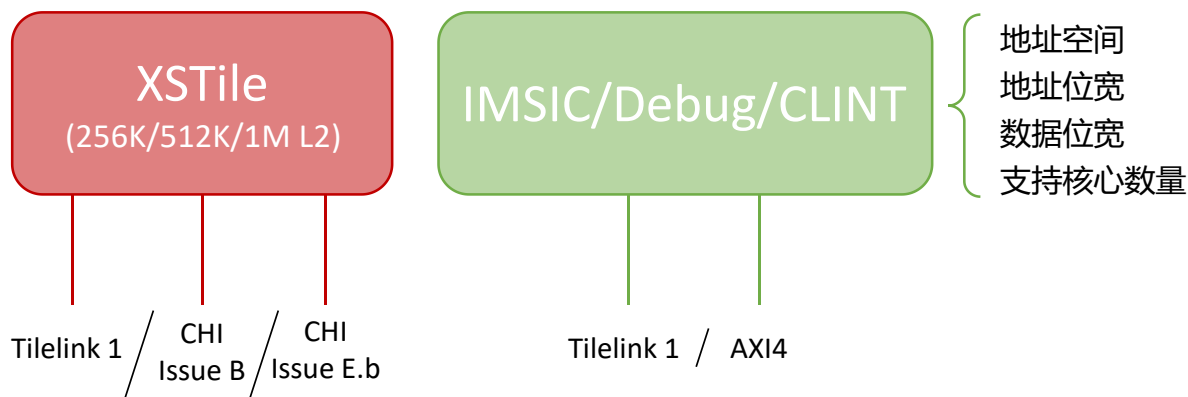 XSTile
(256K/512K/1M L2)
IMSIC/Debug/CLINT
地址空间
地址位宽
数据位宽
支持核心数量
Tilelink 1 / CHI Issue B / CHI Issue E.b
Tilelink 1 / AXI4